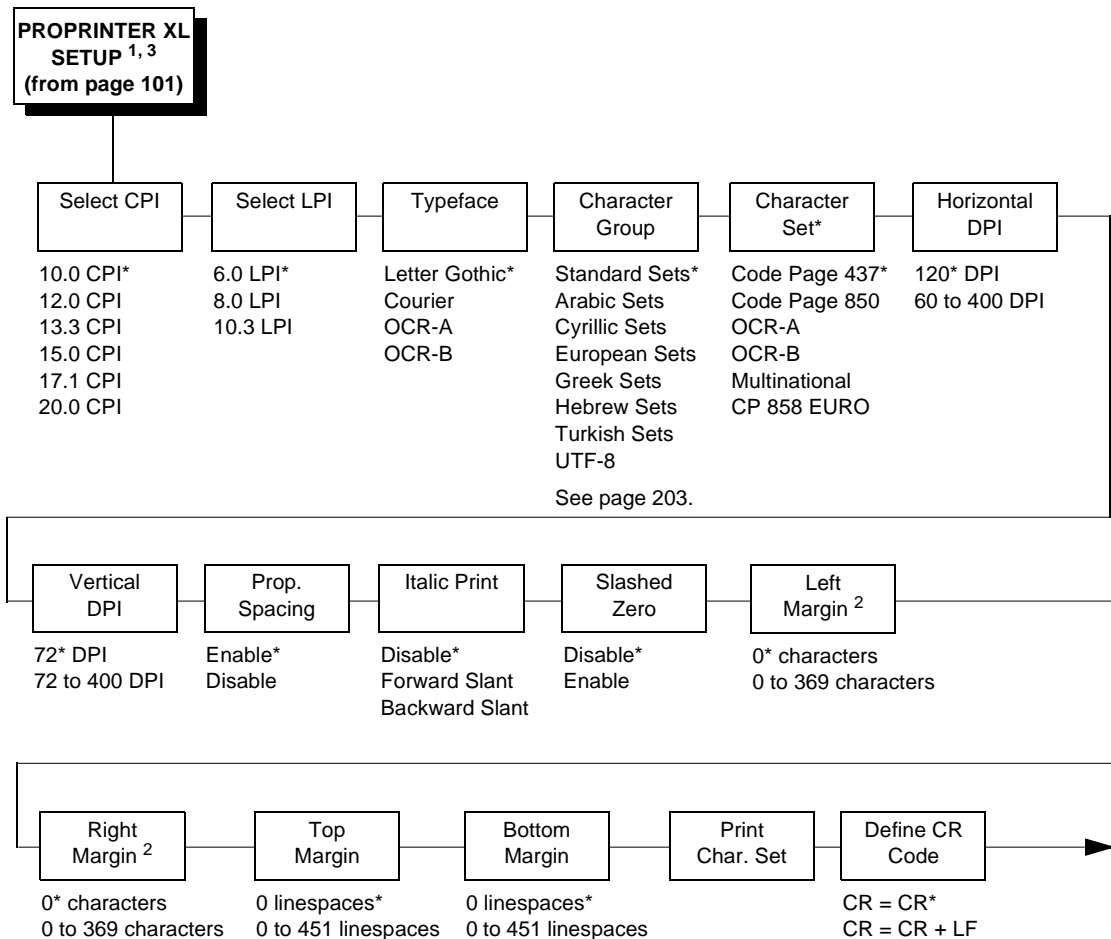 PROPRINTER XL
SETUP 1, 3
(from page 101)
Select CPI
10.0 CPI*
12.0 CPI
13.3 CPI
15.0 CPI
17.1 CPI
20.0 CPI
Select LPI
6.0 LPI*
8.0 LPI
10.3 LPI
Typeface
Letter Gothic*
Courier
OCR-A
OCR-B
Character
Group
Standard Sets*
Arabic Sets
Cyrillic Sets
European Sets
Greek Sets
Hebrew Sets
Turkish Sets
UTF-8
See page 203.
Character
Set*
Code Page 437*
Code Page 850
OCR-A
OCR-B
Multinational
CP 858 EURO
Horizontal
DPI
120* DPI
60 to 400 DPI
Vertical
DPI
72* DPI
72 to 400 DPI
Prop.
Spacing
Enable*
Disable
Italic Print
Disable*
Forward Slant
Backward Slant
Slashed
Zero
Disable*
Enable
Left
Margin 2
0* characters
0 to 369 characters
Right
Margin 2
0* characters
0 to 369 characters
Top
Margin
0 linespaces*
0 to 451 linespaces
Bottom
Margin
0 linespaces*
0 to 451 linespaces
Print
Char. Set
Define CR
Code
CR = CR*
CR = CR + LF